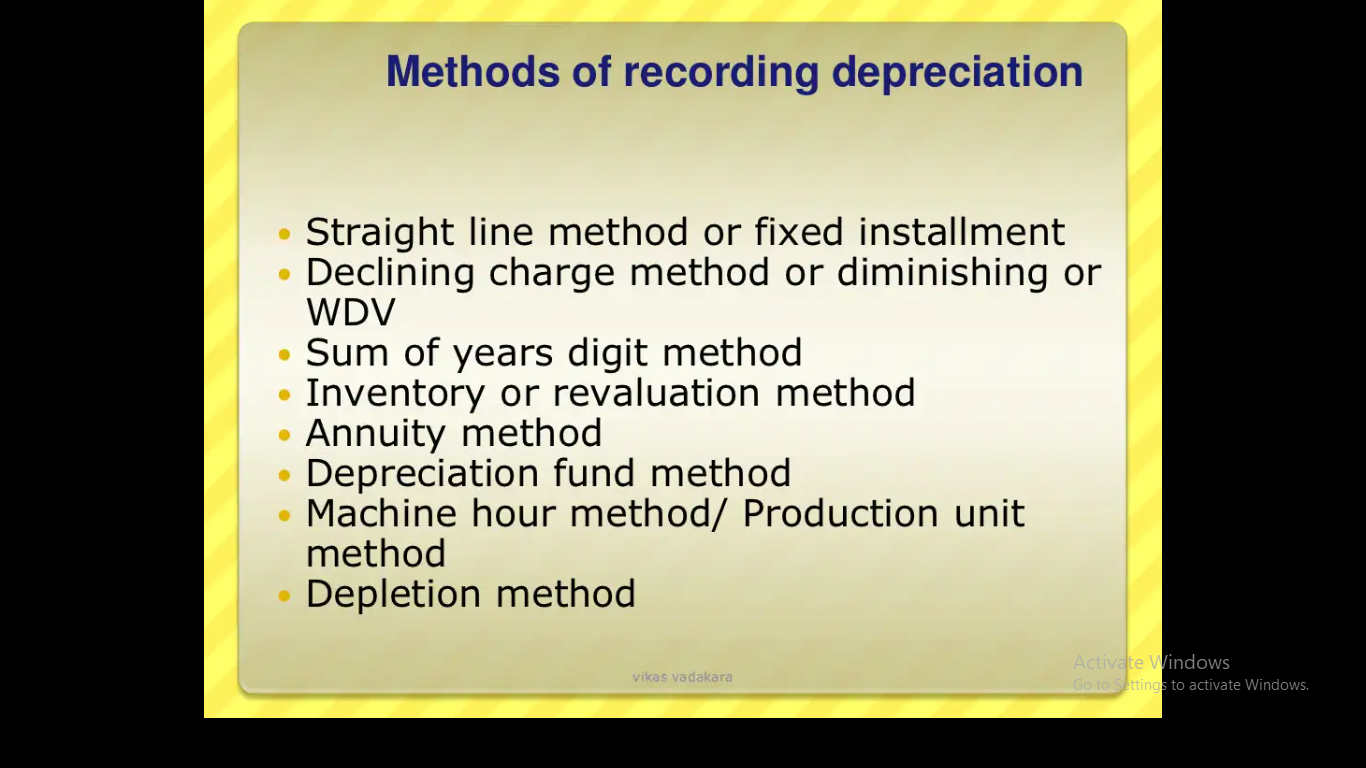 Methods of recording depreciation
• Straight line method or fixed installment
• Declining charge method or diminishing or
WDV
• Sum of years digit method
• Inventory or revaluation method
• Annuity method
• Depreciation fund method
• Machine hour method/ Production unit
method
• Depletion method
vikas vadakara
Activate Windows
Go to Settings to activate Windows.